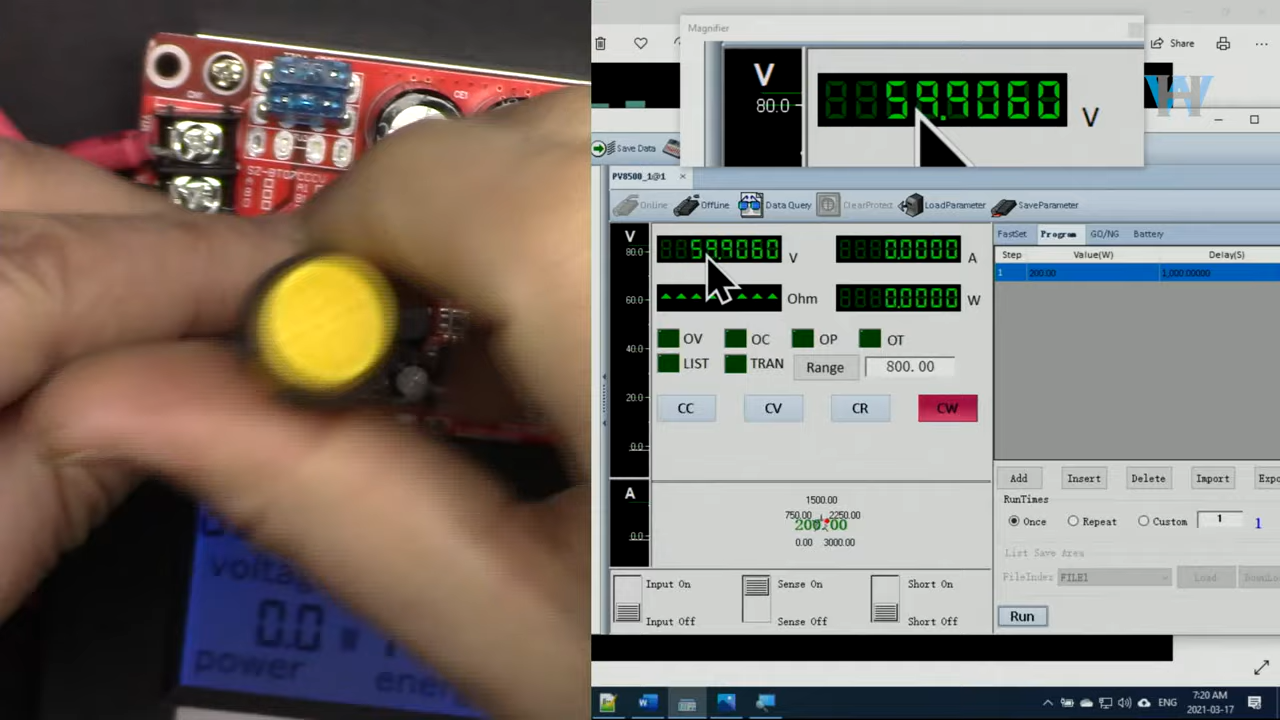 Magnifier
Share
V
80.0
59.9060
V
Save Data
PV8500_1@1
Online
Offline
Data Query
ClearProtect
LoadParameter
SaveParameter
V
80.0
60.0
40.0
20.0
0.0
59.9060 V
0.0000 A
Ohm
0.0000 W
OV
OC
OP
OT
LIST
TRAN
Range
800.00
CC
CV
CR
CW
A
0.0
1500.00
750.00
2250.00
200.00
0.00
3000.00
Input On
Input Off
Sense On
Sense Off
Short On
Short Off
FastSet
Program
GO/NG
Battery
Step
Value(W)
Delay(S)
1
200.00
1,000.00000
Add
Insert
Delete
Import
RunTimes
Once
Repeat
Custom
1
1
List Save Area
FileIndex
FILE1
Load
Run
ENG
7:20 AM
2021-03-17
CN1
CE1
0.0
power